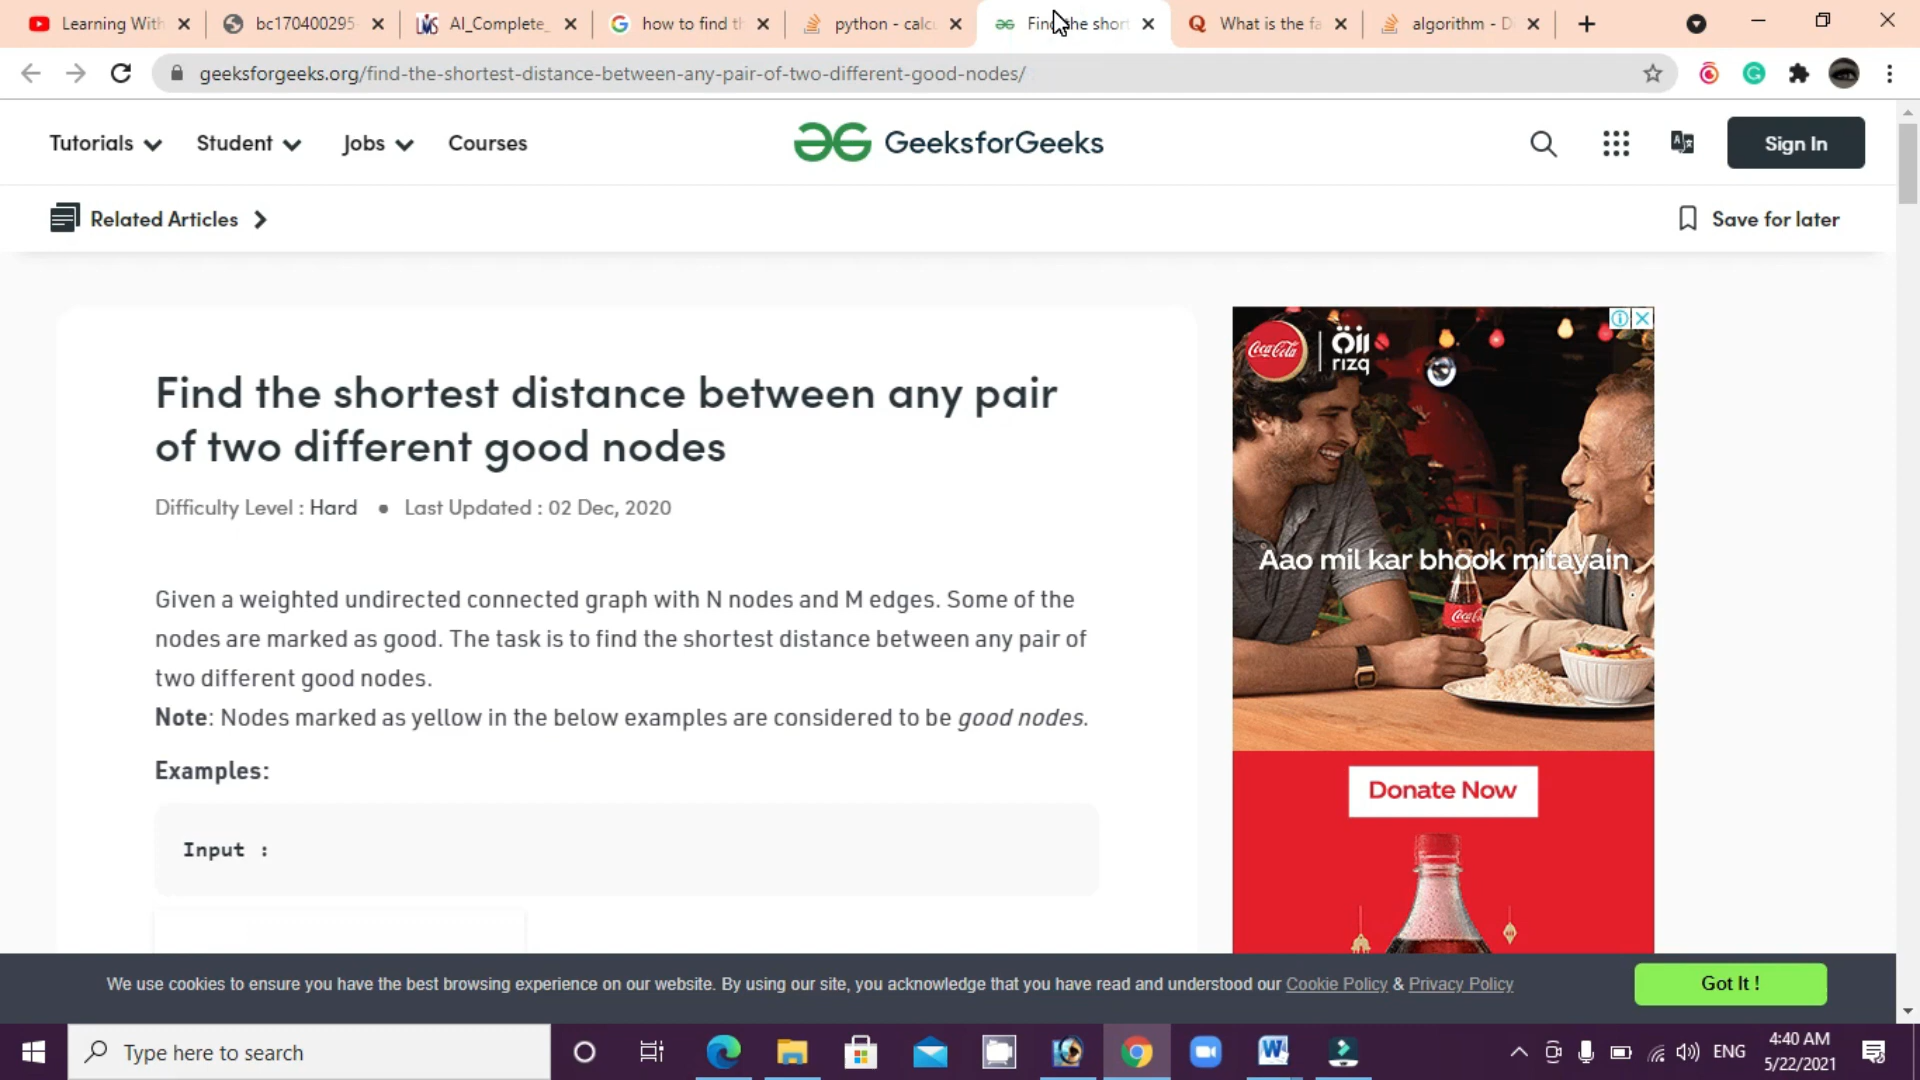 Learning With
bc170400295
AI_Complete_
how to find th
python - calcu
Find the shor
What is the fa
algorithm - D
geeksforgeeks.org/find-the-shortest-distance-between-any-pair-of-two-different-good-nodes/
Tutorials
Student
Jobs
Courses
GeeksforGeeks
Sign In
Related Articles
Save for later
Find the shortest distance between any pair
of two different good nodes
Difficulty Level : Hard • Last Updated : 02 Dec, 2020
Given a weighted undirected connected graph with N nodes and M edges. Some of the
nodes are marked as good. The task is to find the shortest distance between any pair of
two different good nodes.
Note: Nodes marked as yellow in the below examples are considered to be good nodes.
Examples:
Input :
Coca-Cola
rizq
Aao mil kar bhook mitayain
Coca-Cola
Donate Now
We use cookies to ensure you have the best browsing experience on our website. By using our site, you acknowledge that you have read and understood our Cookie Policy & Privacy Policy
Got It !
Type here to search
ENG
4:40 AM
5/22/2021